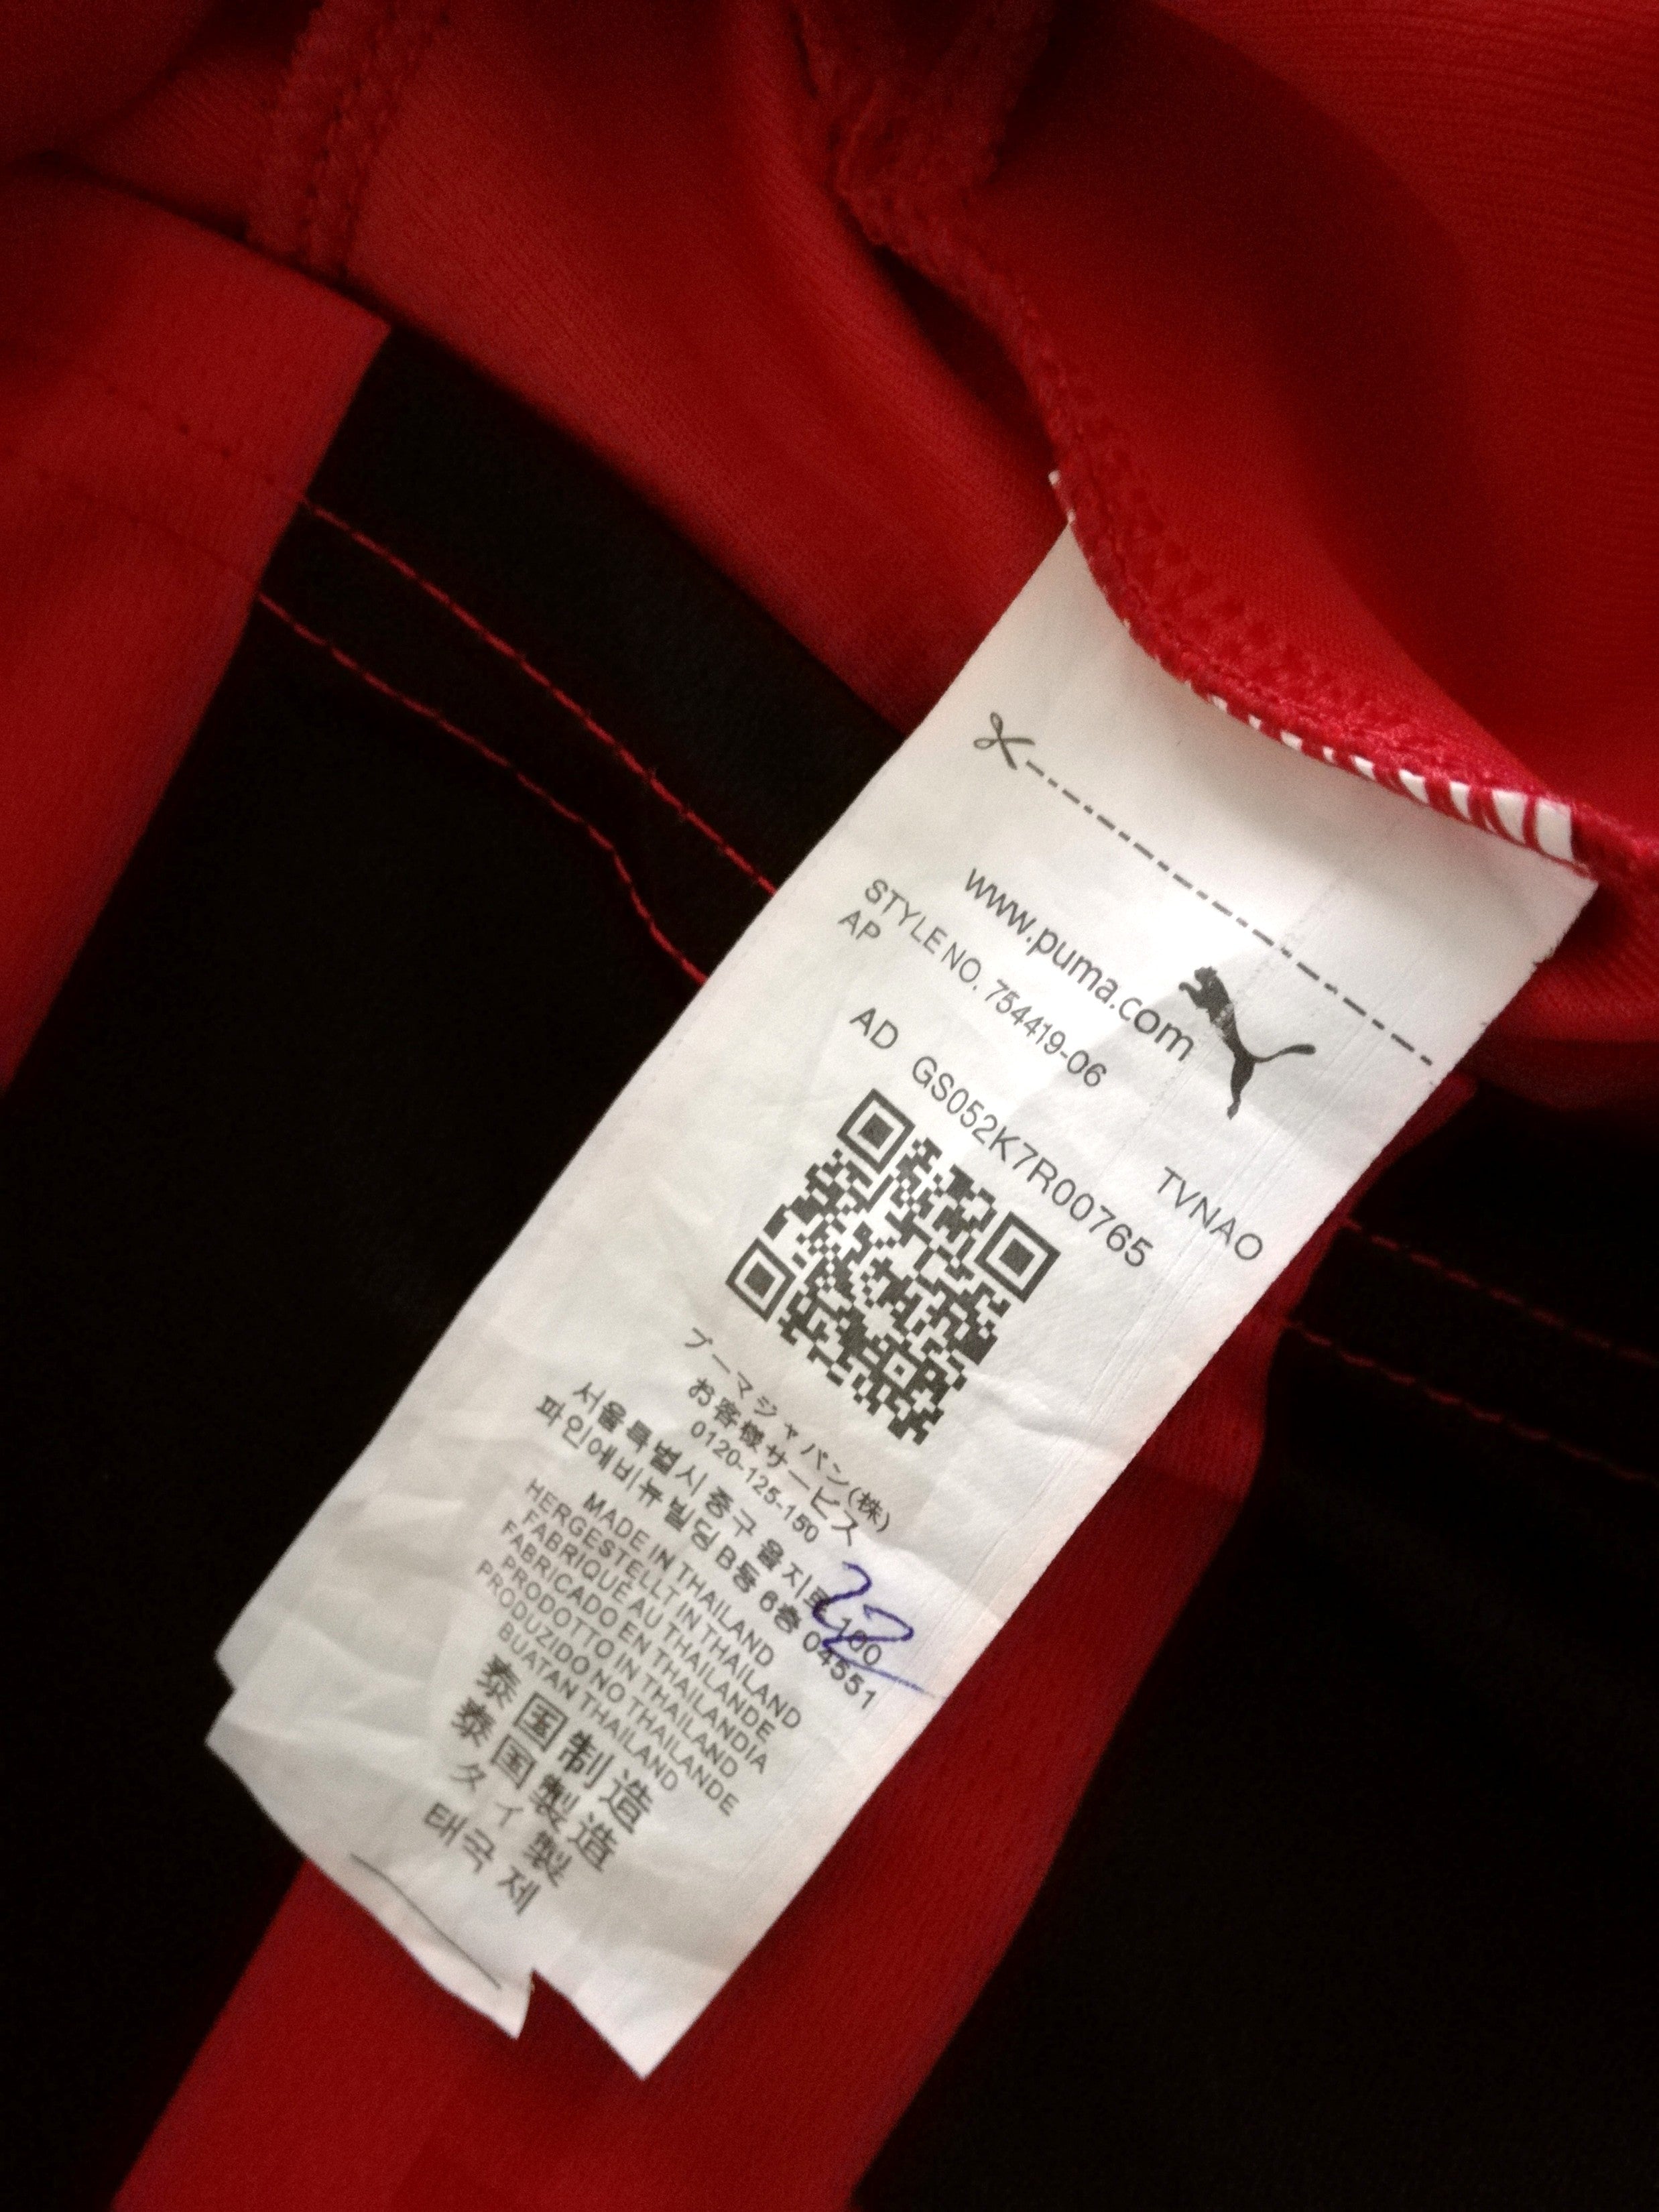 www.puma.com
STYLE NO. 754419-06
AP
TVNAO
AD GS052K7R00765
プーマジャパン(株)
お客様サービス
0120-125-150
서울특별시 중구 을지로 100
파인애비뉴빌딩 B동 6층 04551
22
MADE IN THAILAND
HERGESTELLT IN THAILAND
FABRIQUÉ AU THAILANDE
FABRICADO EN THAILANDIA
PRODOTTO IN THAILAND
PRODUZIDO NO THAILANDE
BUATAN THAILAND
泰国制造
泰国製造
タイ製
태국 제